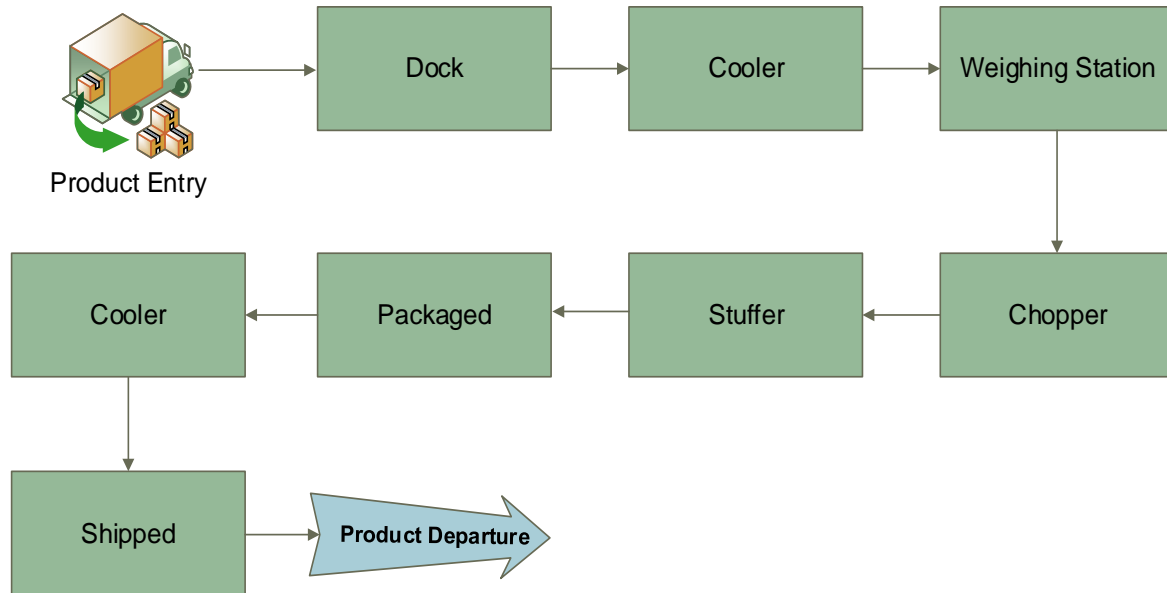 Dock
Cooler
Weighing Station
Product Entry
Chopper
Stuffer
Packaged
Cooler
Shipped
Product Departure